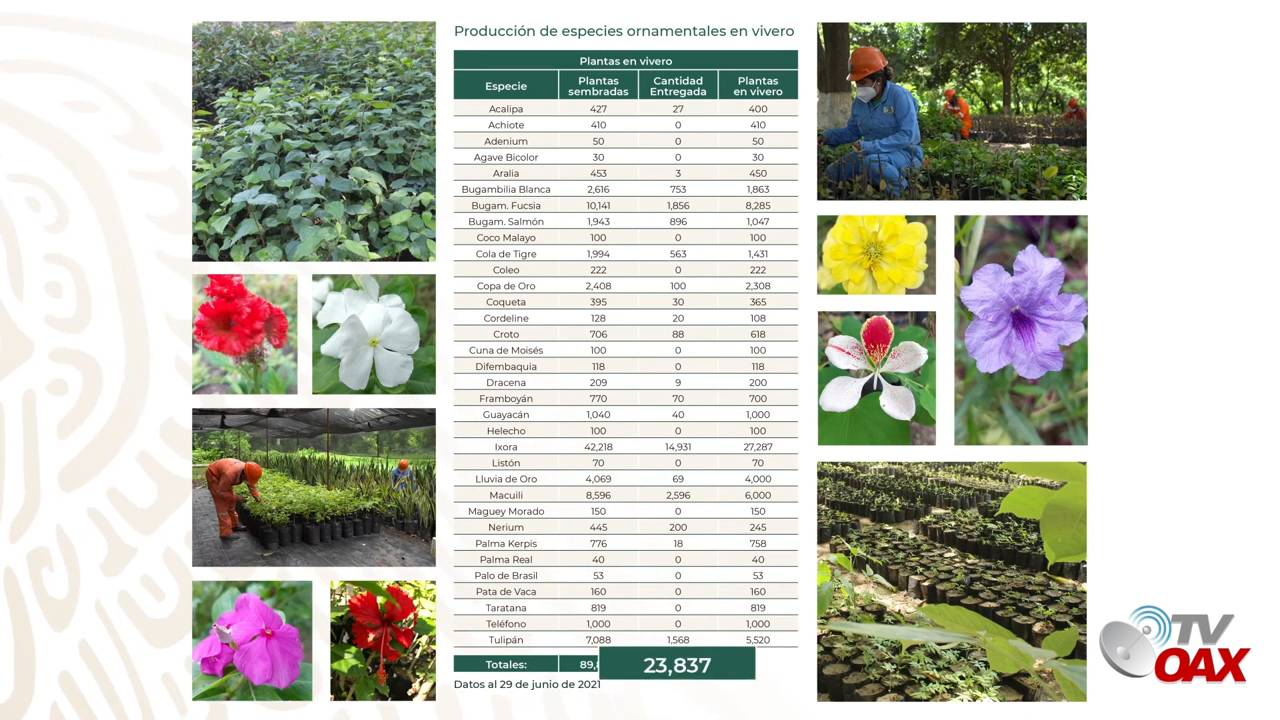 Producción de especies ornamentales en vivero
Plantas en vivero
Especie Plantas sembradas Cantidad Entregada Plantas en vivero
Acalipa 427 27 400
Achiote 410 0 410
Adenium 50 0 50
Agave Bicolor 30 0 30
Aralia 453 3 450
Bugambilia Blanca 2,616 753 1,863
Bugam. Fucsia 10,141 1,856 8,285
Bugam. Salmón 1,943 896 1,047
Coco Malayo 100 0 100
Cola de Tigre 1,994 563 1,431
Coleo 222 0 222
Copa de Oro 2,408 100 2,308
Coqueta 395 30 365
Cordeline 128 20 108
Croto 706 88 618
Cuna de Moisés 100 0 100
Difembaquia 118 0 118
Dracena 209 9 200
Framboyán 770 70 700
Guayacán 1,040 40 1,000
Helecho 100 0 100
Ixora 42,218 14,931 27,287
Listón 70 0 70
Lluvia de Oro 4,069 69 4,000
Macuili 8,596 2,596 6,000
Maguey Morado 150 0 150
Nerium 445 200 245
Palma Kerpis 776 18 758
Palma Real 40 0 40
Palo de Brasil 53 0 53
Pata de Vaca 160 0 160
Taratana 819 0 819
Teléfono 1,000 0 1,000
Tulipán 7,088 1,568 5,520
Totales: 23,837
Datos al 29 de junio de 2021
TV
OAX